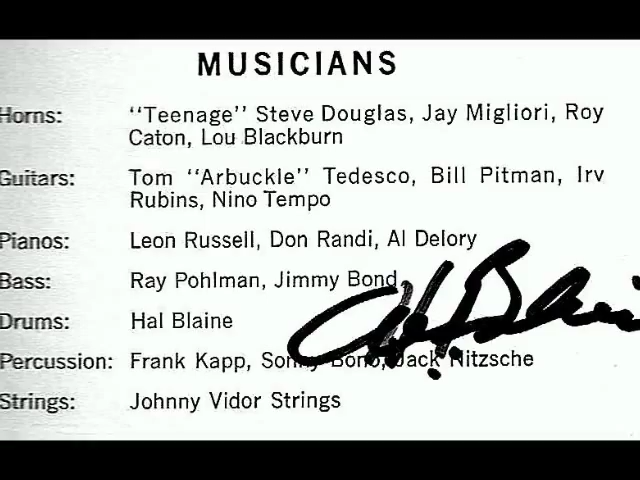 MUSICIANS
Horns: "Teenage" Steve Douglas, Jay Migliori, Roy
Caton, Lou Blackburn
Guitars: Tom "Arbuckle" Tedesco, Bill Pitman, Irv
Rubins, Nino Tempo
Pianos: Leon Russell, Don Randi, Al Delory
Bass: Ray Pohlman, Jimmy Bond
Drums: Hal Blaine
Percussion: Frank Kapp, Sonny Bono, Jack Nitzsche
Strings: Johnny Vidor Strings
Hal Blaine